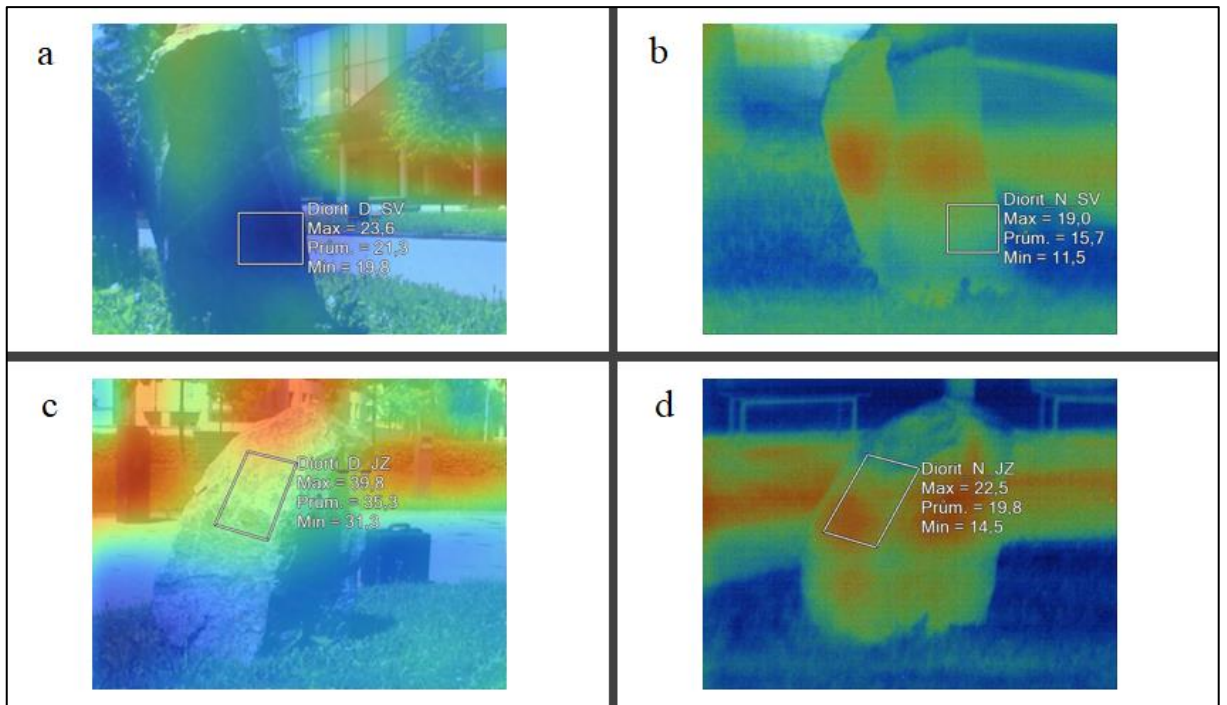 a
Diorit_D_SV
Max = 23,6
Prům. = 21,3
Min = 19,8
b
Diorit_N_SV
Max = 19,0
Prům. = 15,7
Min = 11,5
c
Diorti_D_JZ
Max = 39,8
Prům. = 35,3
Min = 31,3
d
Diorit_N_JZ
Max = 22,5
Prům. = 19,8
Min = 14,5